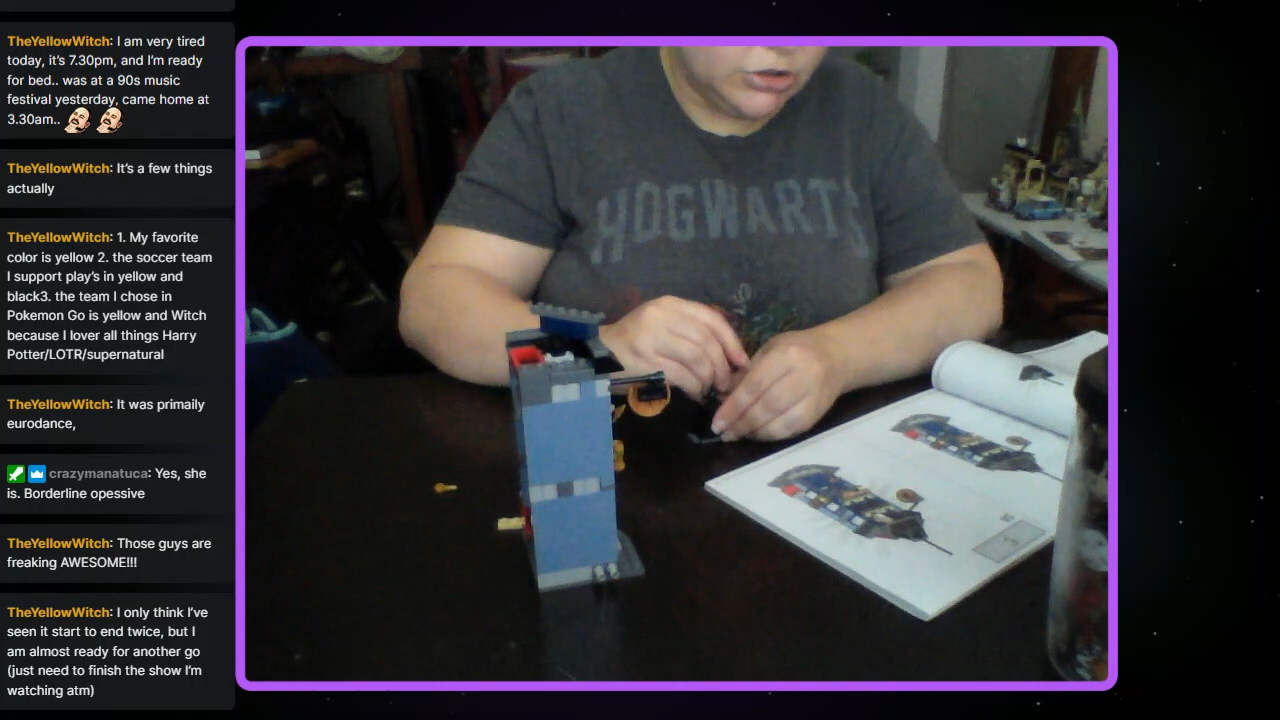 TheYellowWitch: I am very tired
today, it's 7.30pm, and I'm ready
for bed.. was at a 90s music
festival yesterday, came home at
3.30am..
TheYellowWitch: It's a few things
actually
TheYellowWitch: 1. My favorite
color is yellow 2. the soccer team
I support play's in yellow and
black3. the team I chose in
Pokemon Go is yellow and Witch
because I lover all things Harry
Potter/LOTR/supernatural
TheYellowWitch: It was primaily
eurodance,
crazymanatuca: Yes, she
is. Borderline opessive
TheYellowWitch: Those guys are
freaking AWESOME!!!
TheYellowWitch: I only think I've
seen it start to end twice, but I
am almost ready for another go
(just need to finish the show I'm
watching atm)
HOGWARTS